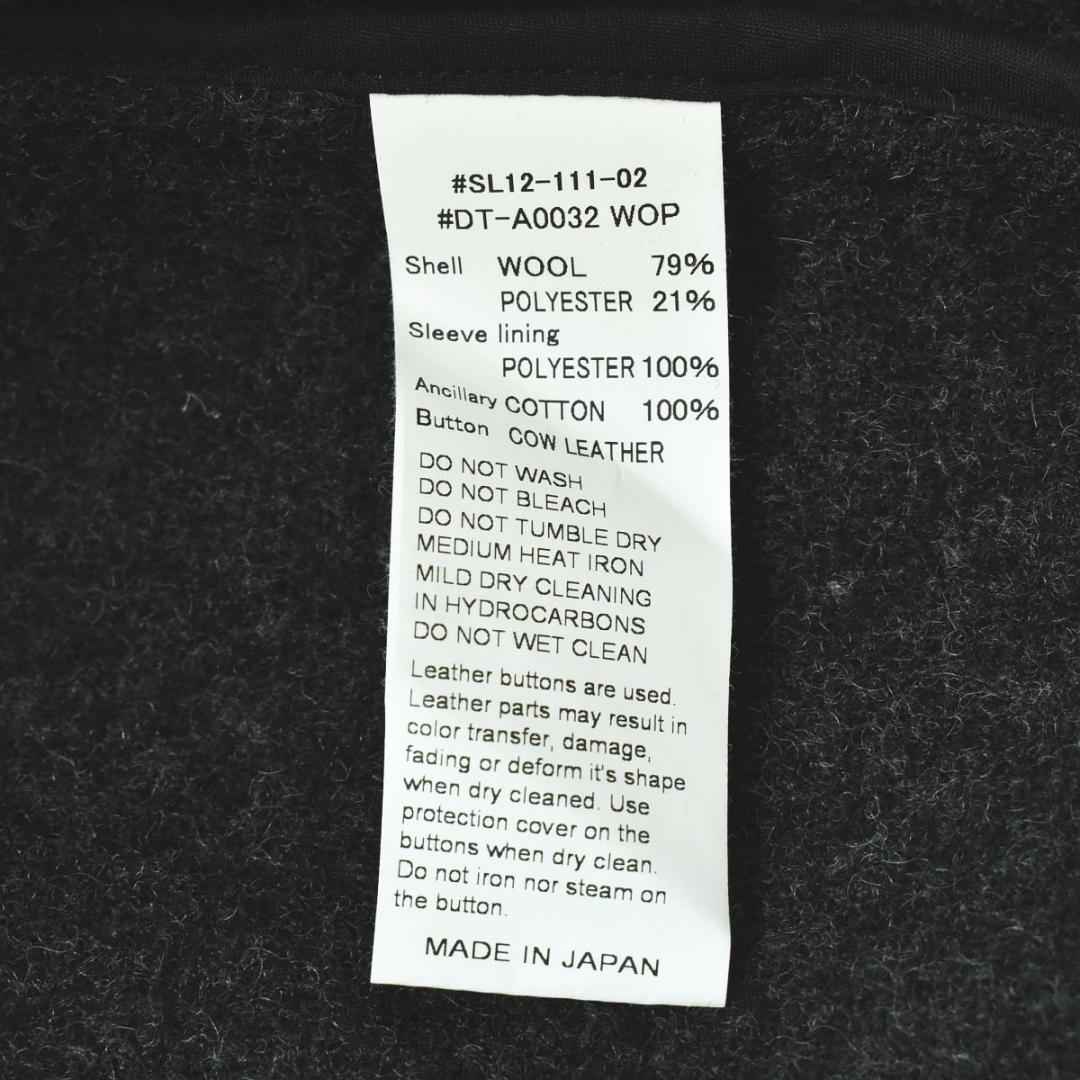 #SL12-111-02
#DT-A0032 WOP
Shell WOOL 79%
POLYESTER 21%
Sleeve lining
POLYESTER 100%
Ancillary COTTON 100%
Button COW LEATHER
DO NOT WASH
DO NOT BLEACH
DO NOT TUMBLE DRY
MEDIUM HEAT IRON
MILD DRY CLEANING
IN HYDROCARBONS
DO NOT WET CLEAN
Leather buttons are used.
Leather parts may result in
color transfer, damage,
fading or deform it's shape
when dry cleaned. Use
protection cover on the
buttons when dry clean.
Do not iron nor steam on
the button.
MADE IN JAPAN